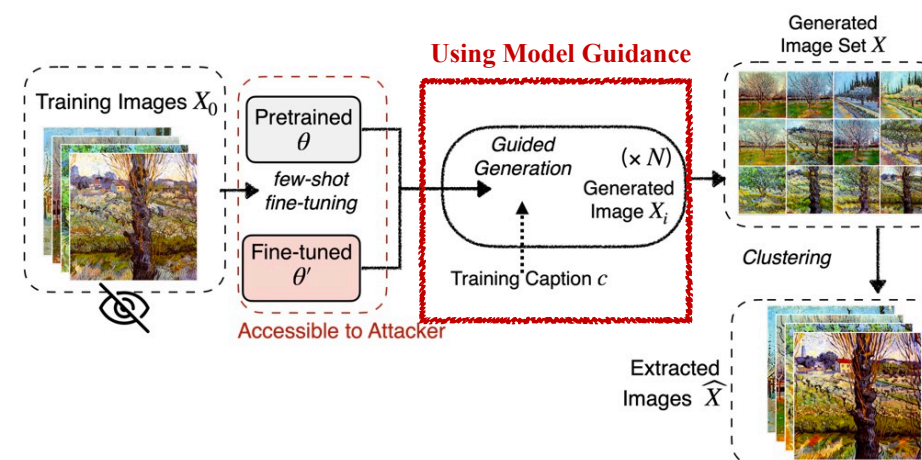 Using Model Guidance
Generated
Image Set X
Training Images X₀
Pretrained
θ
few-shot
fine-tuning
Fine-tuned
θ′
Accessible to Attacker
Guided
Generation
(× N)
Generated
Image Xᵢ
Training Caption c
Clustering
Extracted
Images X̂